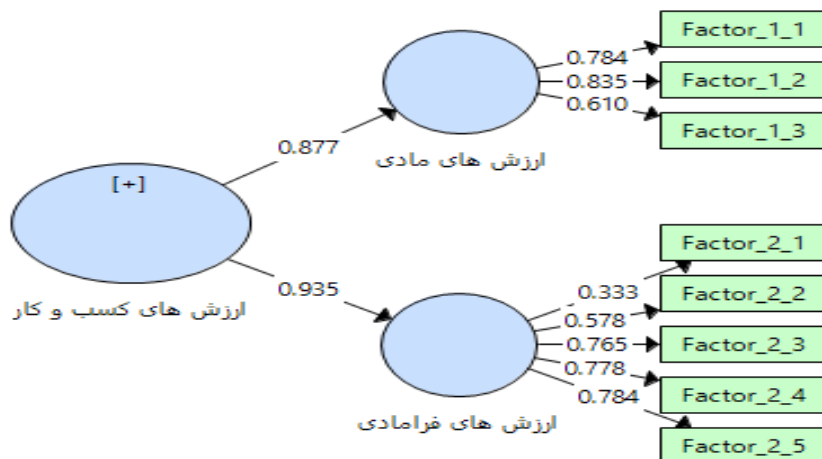 Factor_1_1
0.784
0.835
Factor_1_2
0.610
Factor_1_3
0.877
ارزش های مادی
[+]
ارزش های کسب و کار
0.935
Factor_2_1
0.333
Factor_2_2
0.578
0.765
Factor_2_3
0.778
Factor_2_4
0.784
ارزش های فرامادی
Factor_2_5